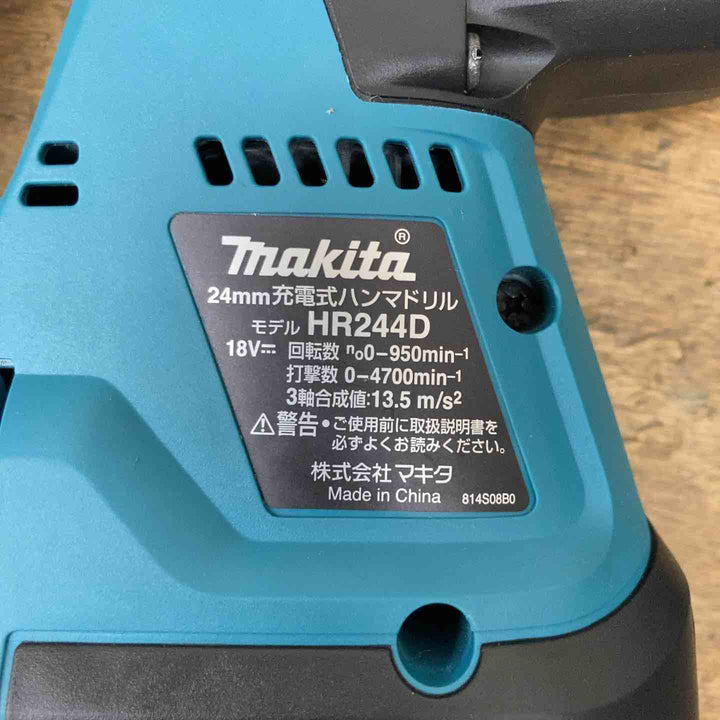 makita®
24mm充電式ハンマドリル
モデル HR244D
18V⎓ 回転数 n₀0-950min⁻¹
打撃数 0-4700min⁻¹
3軸合成値:13.5 m/s²
⚠警告・ご使用前に取扱説明書を
必ずよくお読みください。
株式会社 マキタ
Made in China 814S08B0